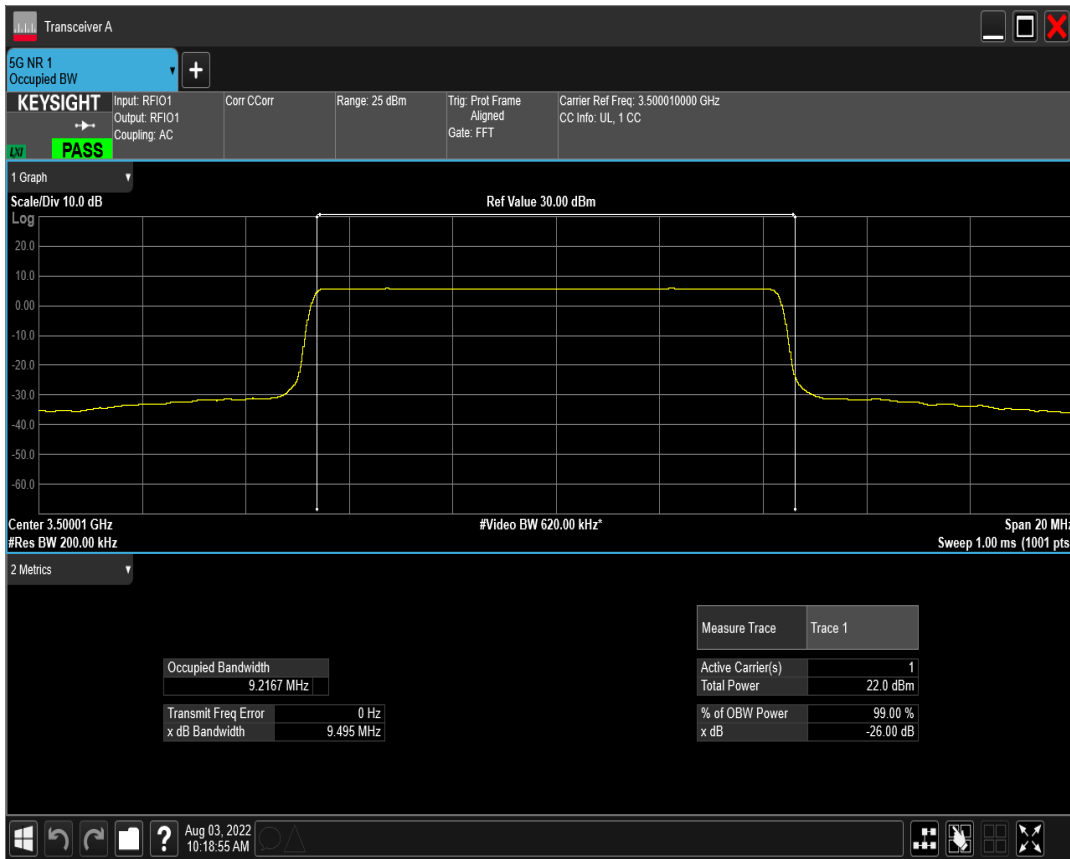 Transceiver A
5G NR 1
Occupied BW
KEYSIGHT
Input: RFIO1
Output: RFIO1
Coupling: AC
Corr CCorr
Range: 25 dBm
Trig: Prot Frame
Aligned
Gate: FFT
Carrier Ref Freq: 3.500010000 GHz
CC Info: UL, 1 CC
LXI
PASS
1 Graph
Scale/Div 10.0 dB
Ref Value 30.00 dBm
Log
20.0
10.0
0.00
-10.0
-20.0
-30.0
-40.0
-50.0
-60.0
Center 3.50001 GHz
#Video BW 620.00 kHz*
Span 20 MHz
#Res BW 200.00 kHz
Sweep 1.00 ms (1001 pts
2 Metrics
Measure Trace Trace 1
Occupied Bandwidth
9.2167 MHz
Active Carrier(s) 1
Total Power 22.0 dBm
Transmit Freq Error 0 Hz
x dB Bandwidth 9.495 MHz
% of OBW Power 99.00 %
x dB -26.00 dB
Aug 03, 2022
10:18:55 AM